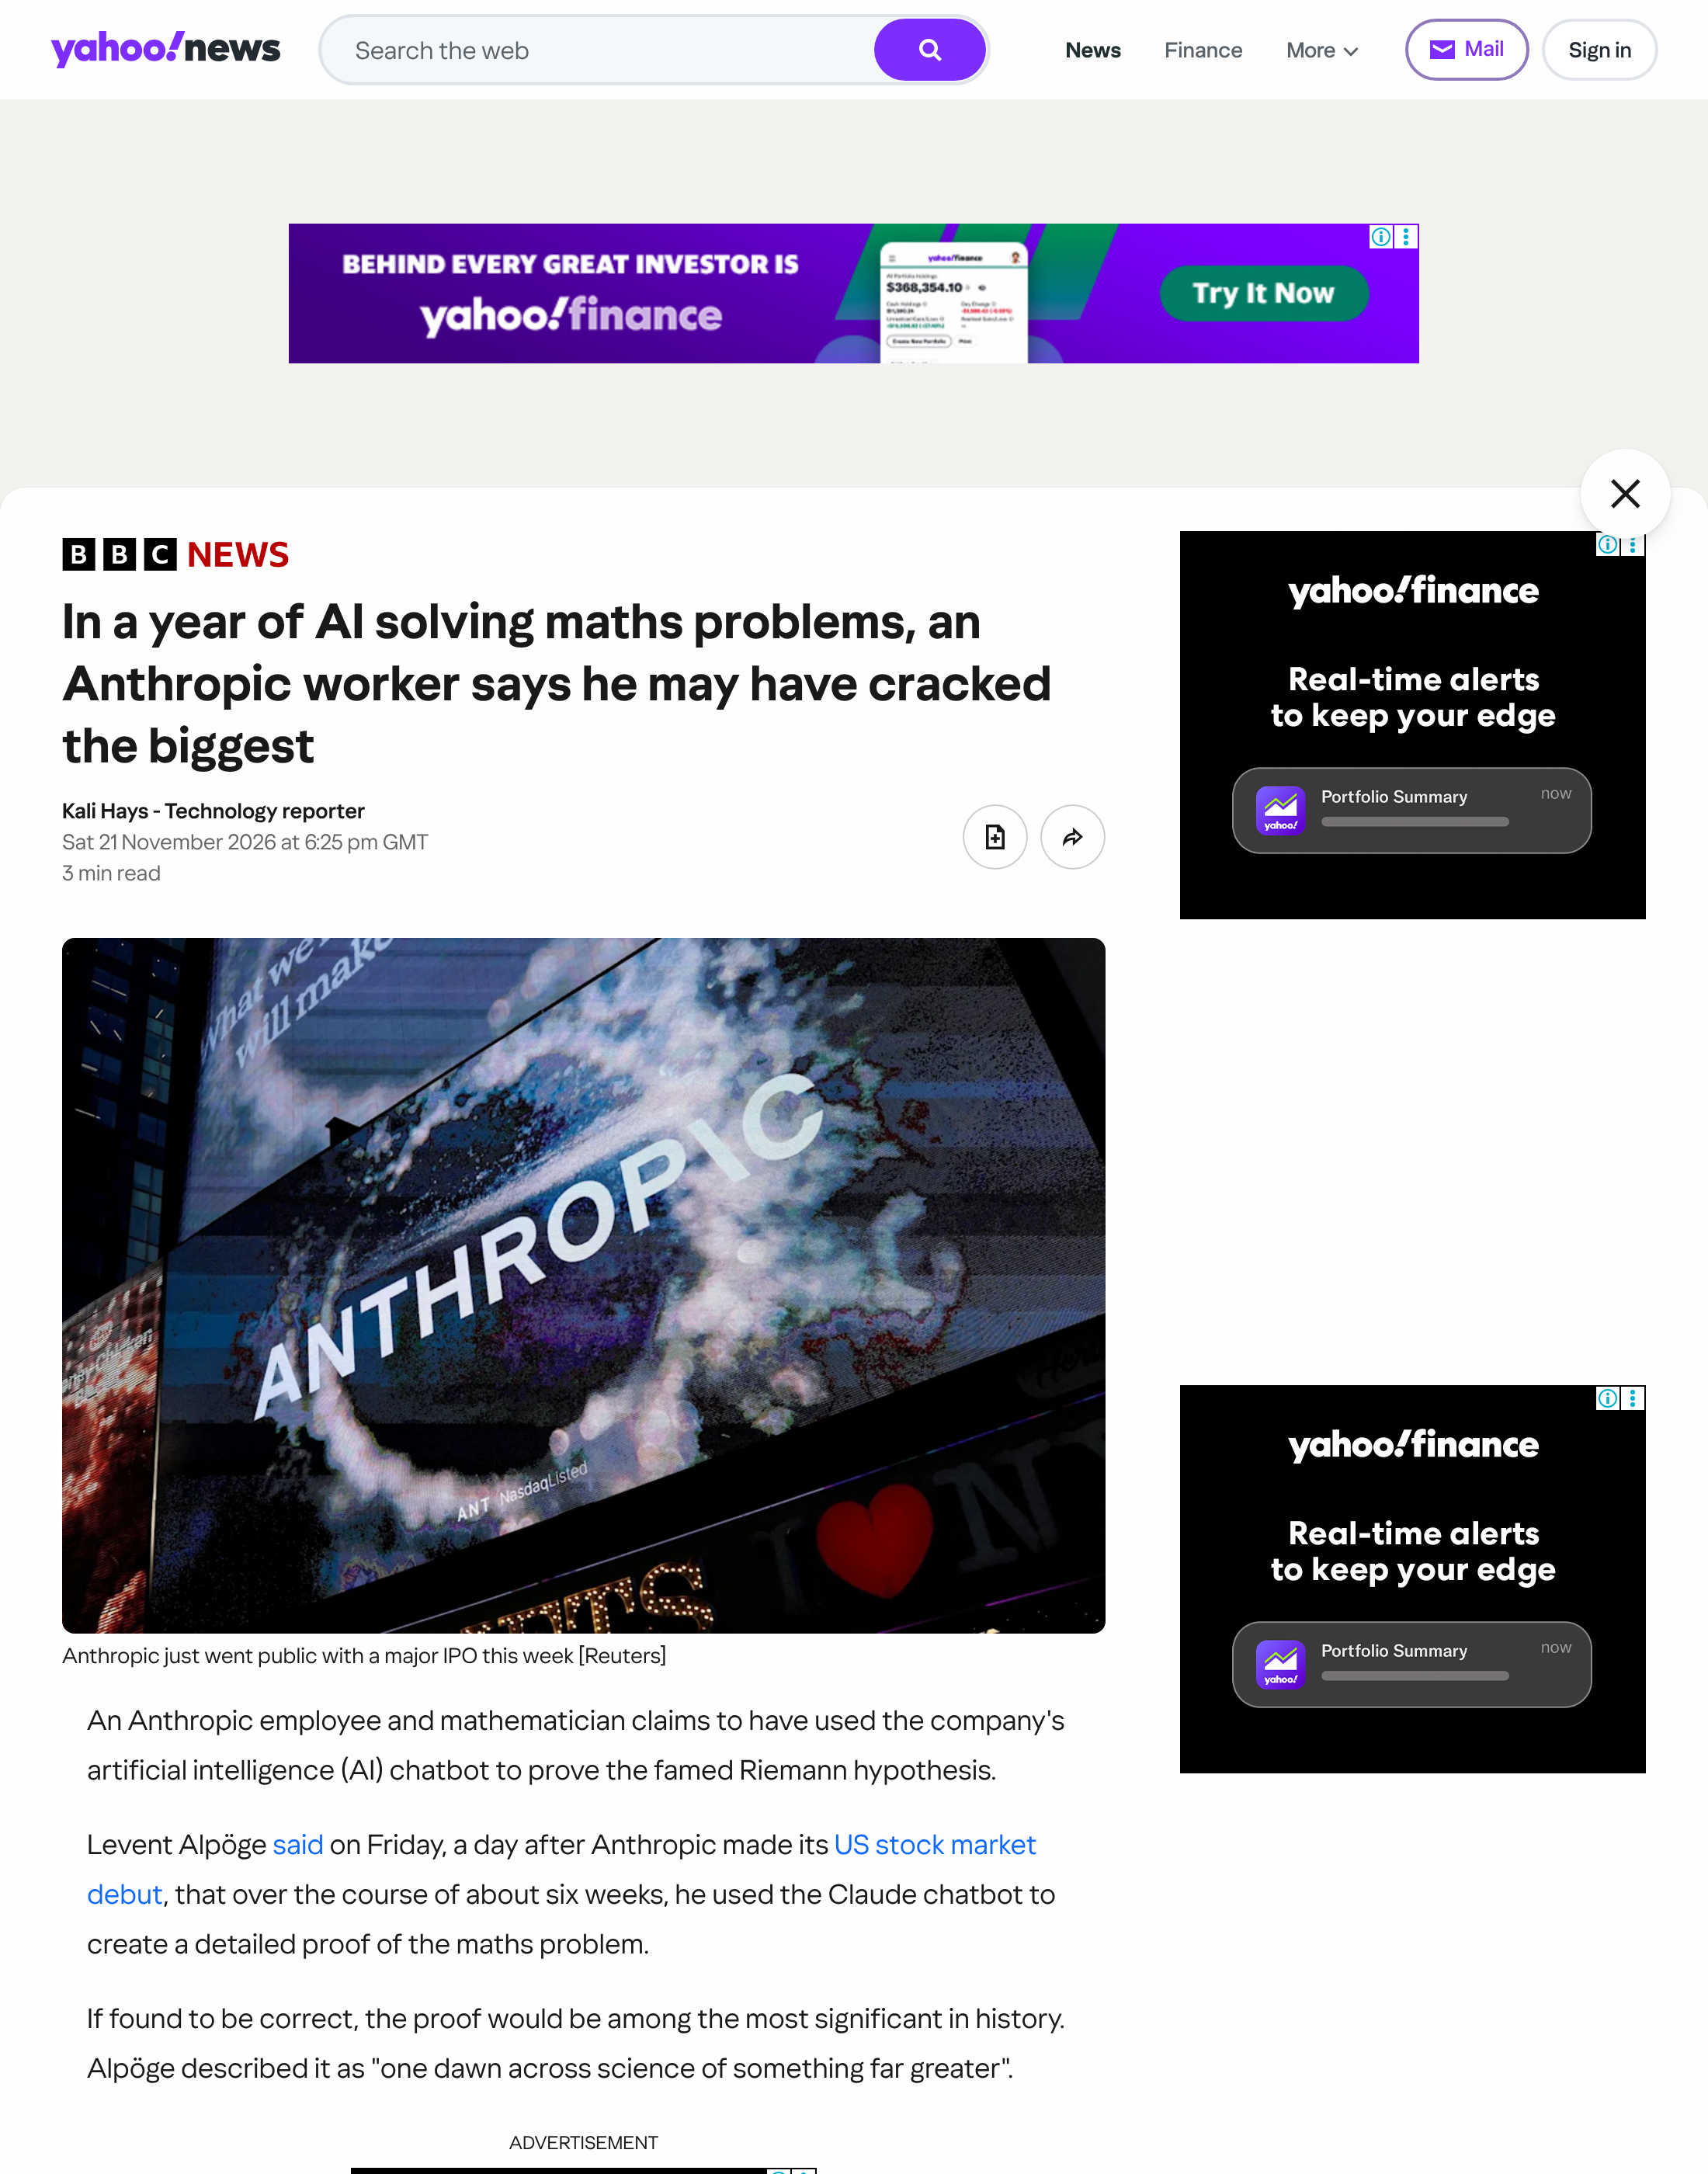 yahoo!news
Search the web
News
Finance
More
Mail
Sign in
BEHIND EVERY GREAT INVESTOR IS
yahoo!finance
yahoo!finance
$368,354.10
Create New Portfolio
Print
Try It Now
BBC NEWS
In a year of AI solving maths problems, an
Anthropic worker says he may have cracked
the biggest
Kali Hays - Technology reporter
Sat 21 November 2026 at 6:25 pm GMT
3 min read
What we
will make
ANTHROPIC
ANT NasdaqListed
I ❤ NY
Anthropic just went public with a major IPO this week [Reuters]
An Anthropic employee and mathematician claims to have used the company's
artificial intelligence (AI) chatbot to prove the famed Riemann hypothesis.
Levent Alpöge said on Friday, a day after Anthropic made its US stock market
debut, that over the course of about six weeks, he used the Claude chatbot to
create a detailed proof of the maths problem.
If found to be correct, the proof would be among the most significant in history.
Alpöge described it as "one dawn across science of something far greater".
ADVERTISEMENT
yahoo!finance
Real-time alerts
to keep your edge
Portfolio Summary
now
yahoo!
yahoo!finance
Real-time alerts
to keep your edge
Portfolio Summary
now
yahoo!